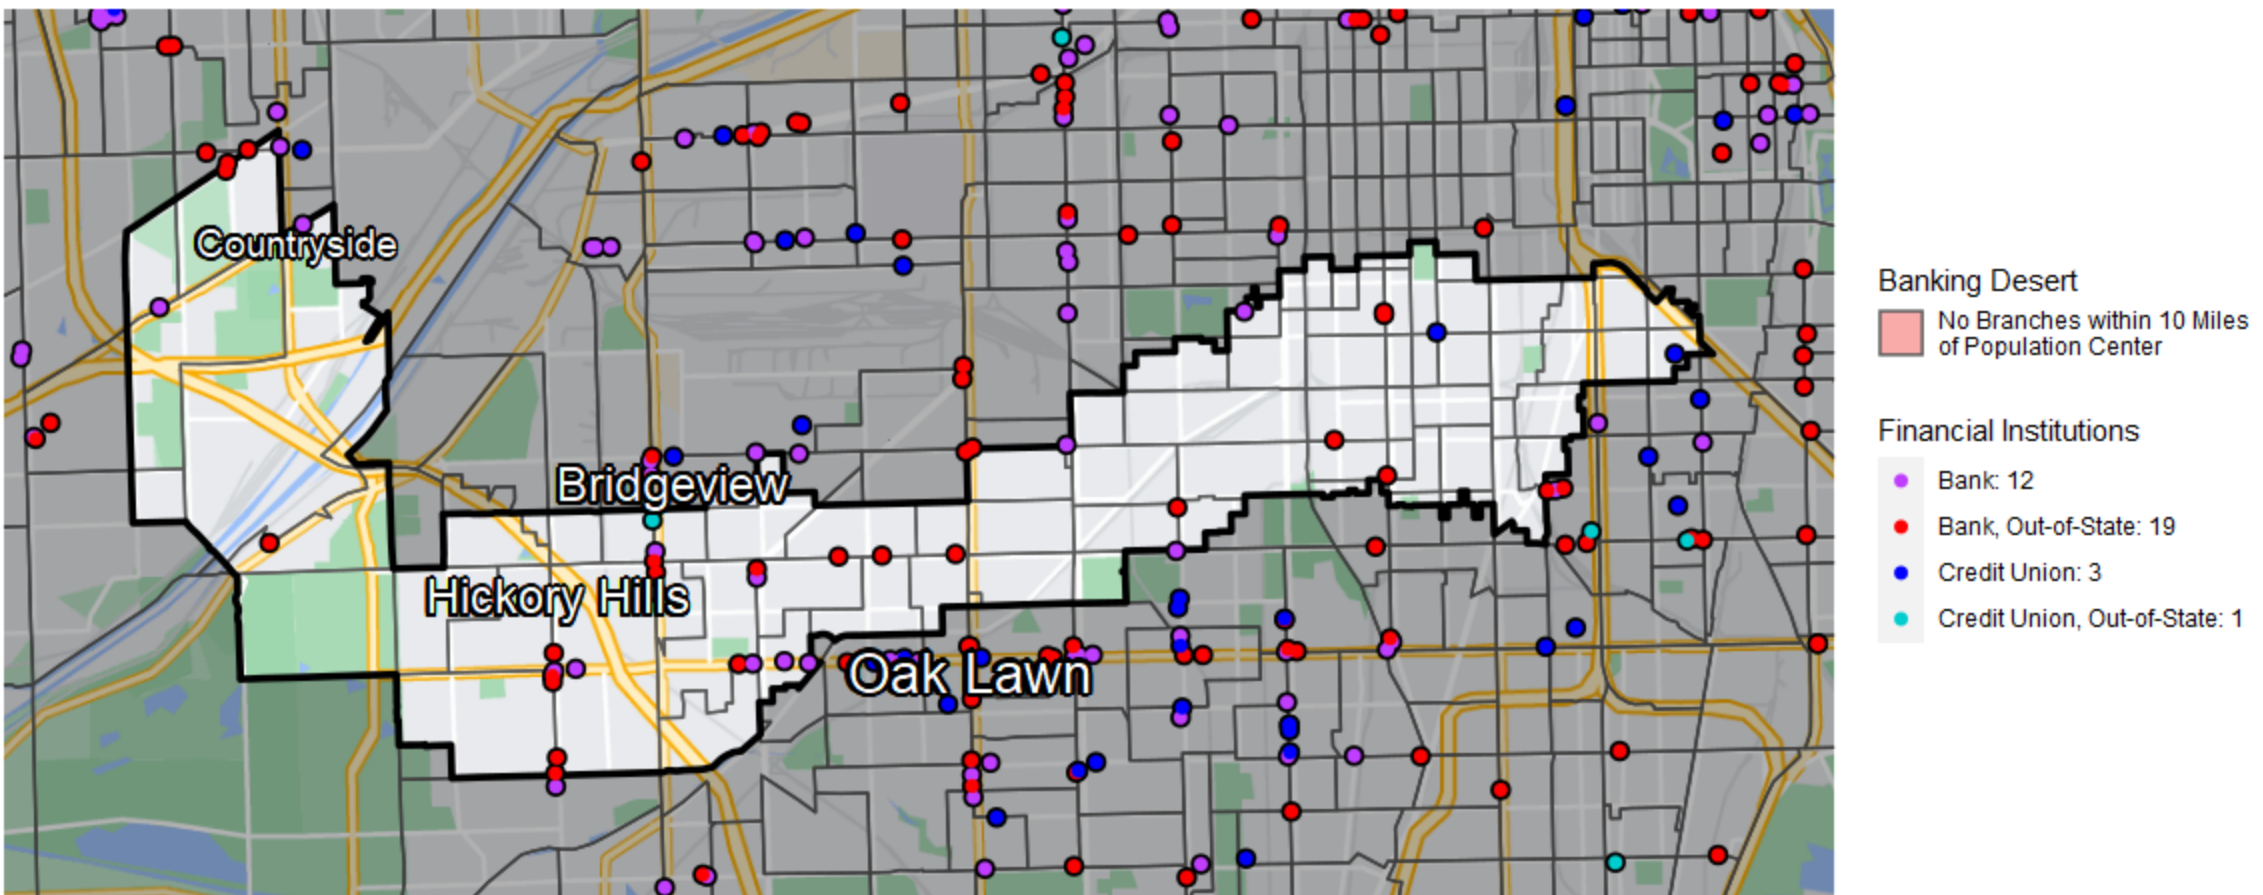 Countryside
Bridgeview
Hickory Hills
Oak Lawn
Banking Desert
No Branches within 10 Miles
of Population Center
Financial Institutions
Bank: 12
Bank, Out-of-State: 19
Credit Union: 3
Credit Union, Out-of-State: 1